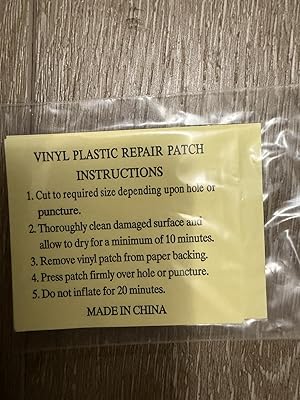 VINYL PLASTIC REPAIR PATCH
INSTRUCTIONS
1. Cut to required size depending upon hole or
puncture.
2. Thoroughly clean damaged surface and
allow to dry for a minimum of 10 minutes.
3. Remove vinyl patch from paper backing.
4. Press patch firmly over hole or puncture.
5. Do not inflate for 20 minutes.
MADE IN CHINA